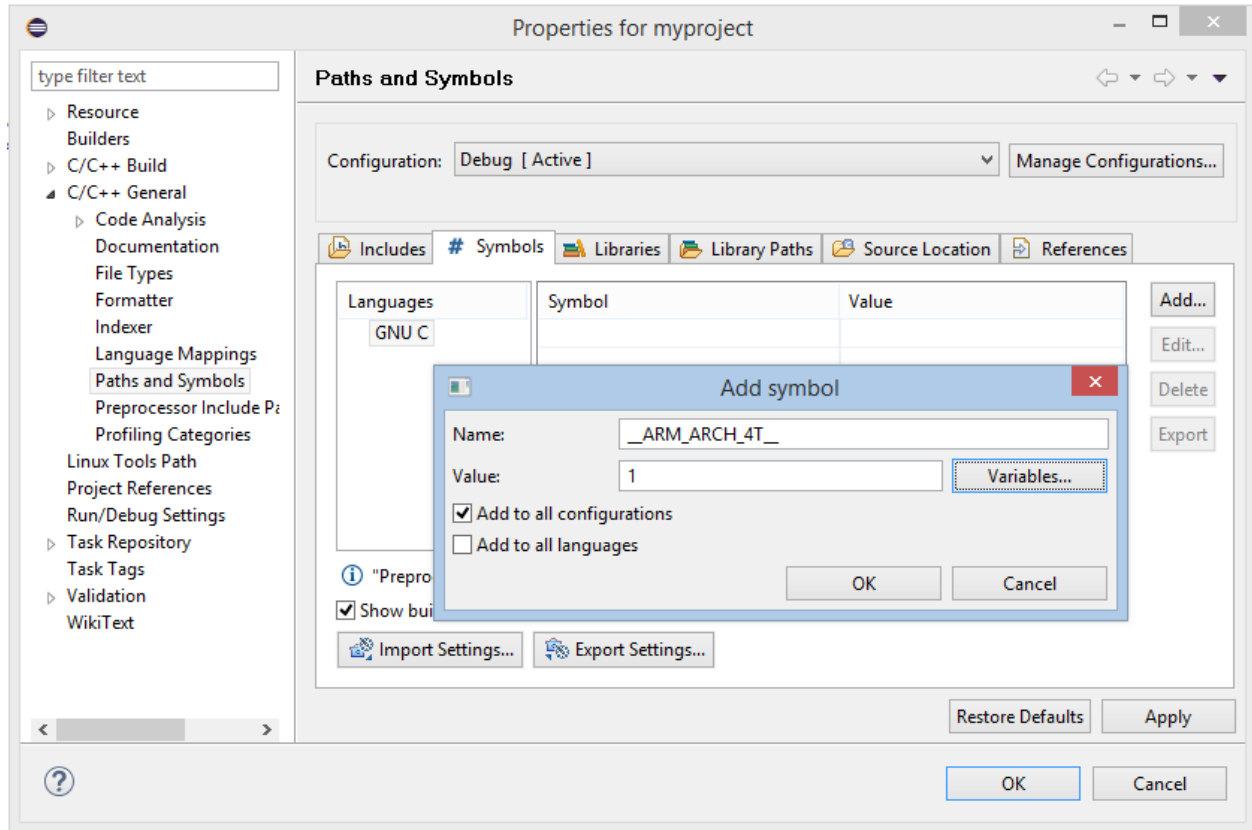 Properties for myproject
type filter text
Resource
Builders
C/C++ Build
C/C++ General
Code Analysis
Documentation
File Types
Formatter
Indexer
Language Mappings
Paths and Symbols
Preprocessor Include Pa
Profiling Categories
Linux Tools Path
Project References
Run/Debug Settings
Task Repository
Task Tags
Validation
WikiText
Paths and Symbols
Configuration: Debug [ Active ] Manage Configurations...
Includes # Symbols Libraries Library Paths Source Location References
Languages Symbol Value
GNU C
Add...
Edit...
Delete
Export
Add symbol
Name: __ARM_ARCH_4T__
Value: 1 Variables...
Add to all configurations
Add to all languages
OK Cancel
"Prepro
Show bui
Import Settings... Export Settings...
Restore Defaults Apply
OK Cancel